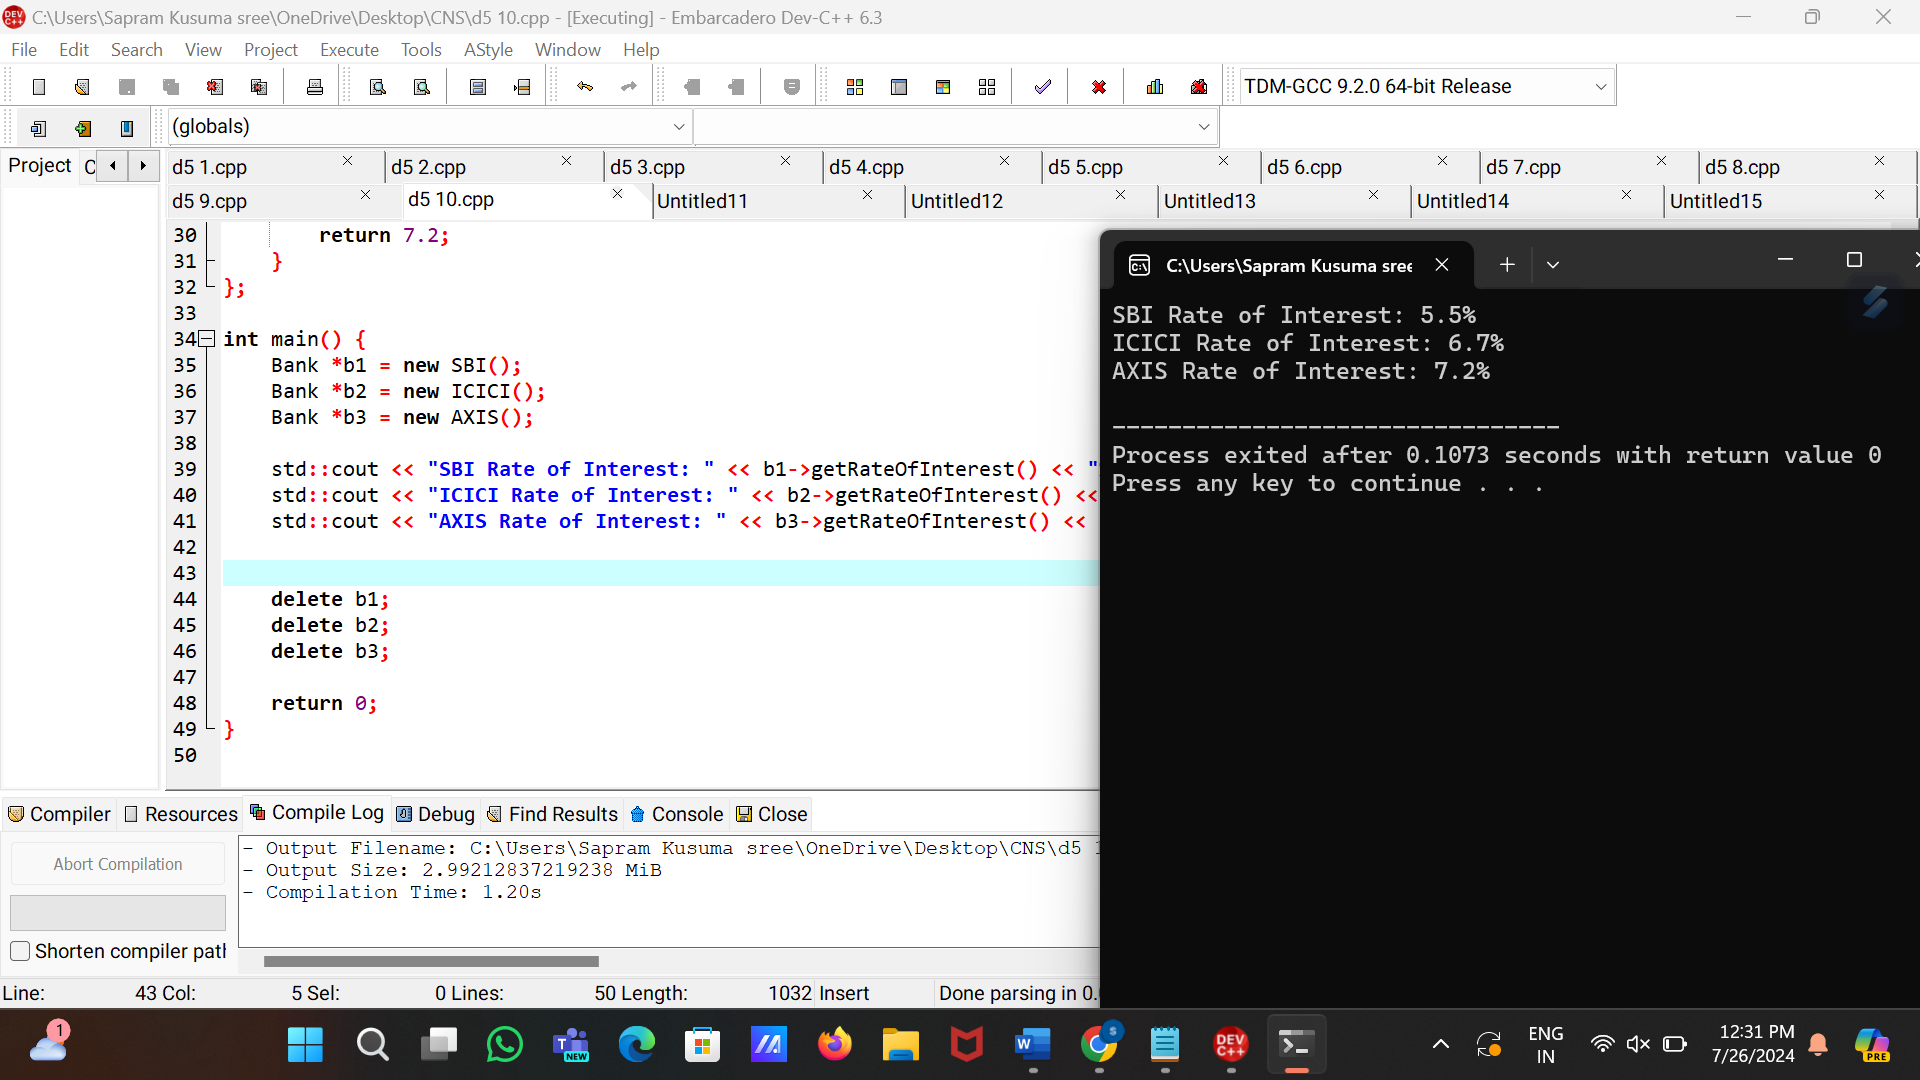 C:\Users\Sapram Kusuma sree\OneDrive\Desktop\CNS\d5 10.cpp - [Executing] - Embarcadero Dev-C++ 6.3
File Edit Search View Project Execute Tools AStyle Window Help
TDM-GCC 9.2.0 64-bit Release
(globals)
Project C
d5 1.cpp d5 2.cpp d5 3.cpp d5 4.cpp d5 5.cpp d5 6.cpp d5 7.cpp d5 8.cpp
d5 9.cpp d5 10.cpp Untitled11 Untitled12 Untitled13 Untitled14 Untitled15
30 return 7.2;
31 }
32 };
33
34 int main() {
35 Bank *b1 = new SBI();
36 Bank *b2 = new ICICI();
37 Bank *b3 = new AXIS();
38
39 std::cout << "SBI Rate of Interest: " << b1->getRateOfInterest() << "
40 std::cout << "ICICI Rate of Interest: " << b2->getRateOfInterest() <<
41 std::cout << "AXIS Rate of Interest: " << b3->getRateOfInterest() <<
42
43
44 delete b1;
45 delete b2;
46 delete b3;
47
48 return 0;
49 }
50
C:\Users\Sapram Kusuma sree
SBI Rate of Interest: 5.5%
ICICI Rate of Interest: 6.7%
AXIS Rate of Interest: 7.2%
--------------------------------
Process exited after 0.1073 seconds with return value 0
Press any key to continue . . .
Compiler Resources Compile Log Debug Find Results Console Close
Abort Compilation
Shorten compiler path
- Output Filename: C:\Users\Sapram Kusuma sree\OneDrive\Desktop\CNS\d5 1
- Output Size: 2.99212837219238 MiB
- Compilation Time: 1.20s
Line: 43 Col: 5 Sel: 0 Lines: 50 Length: 1032 Insert Done parsing in 0.
1
NEW
DEV C++
ENG
IN
12:31 PM
7/26/2024
PRE